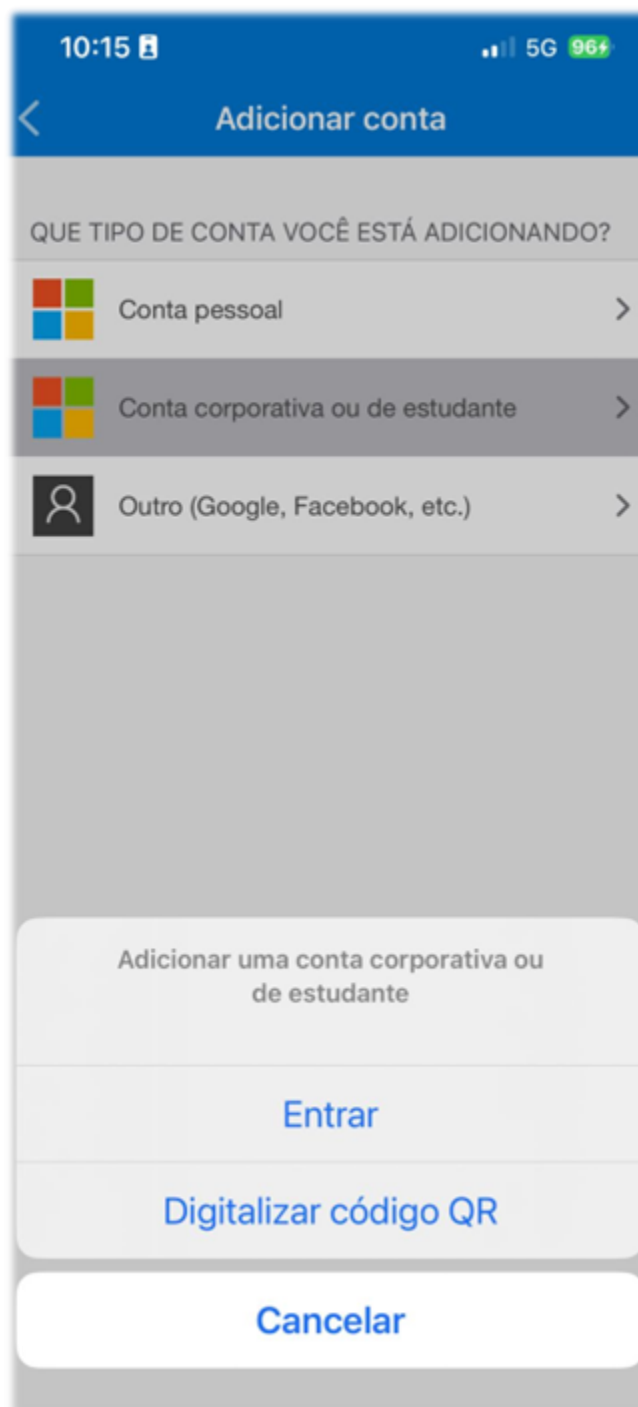 10:15
5G 96
Adicionar conta
QUE TIPO DE CONTA VOCÊ ESTÁ ADICIONANDO?
Conta pessoal
Conta corporativa ou de estudante
Outro (Google, Facebook, etc.)
Adicionar uma conta corporativa ou
de estudante
Entrar
Digitalizar código QR
Cancelar